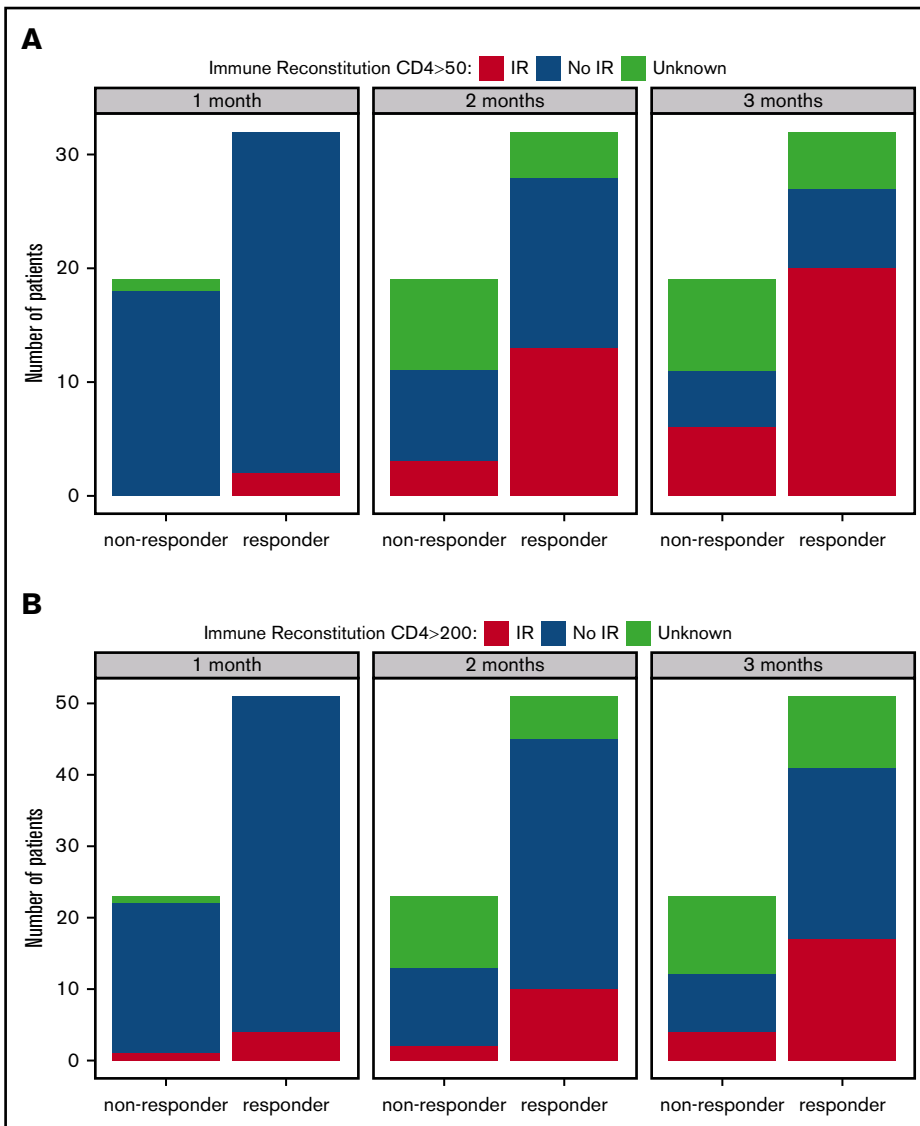 A
Immune Reconstitution CD4>50: IR No IR Unknown
1 month 2 months 3 months
Number of patients
30
20
10
0
non-responder responder non-responder responder non-responder responder
B
Immune Reconstitution CD4>200: IR No IR Unknown
1 month 2 months 3 months
Number of patients
50
40
30
20
10
0
non-responder responder non-responder responder non-responder responder